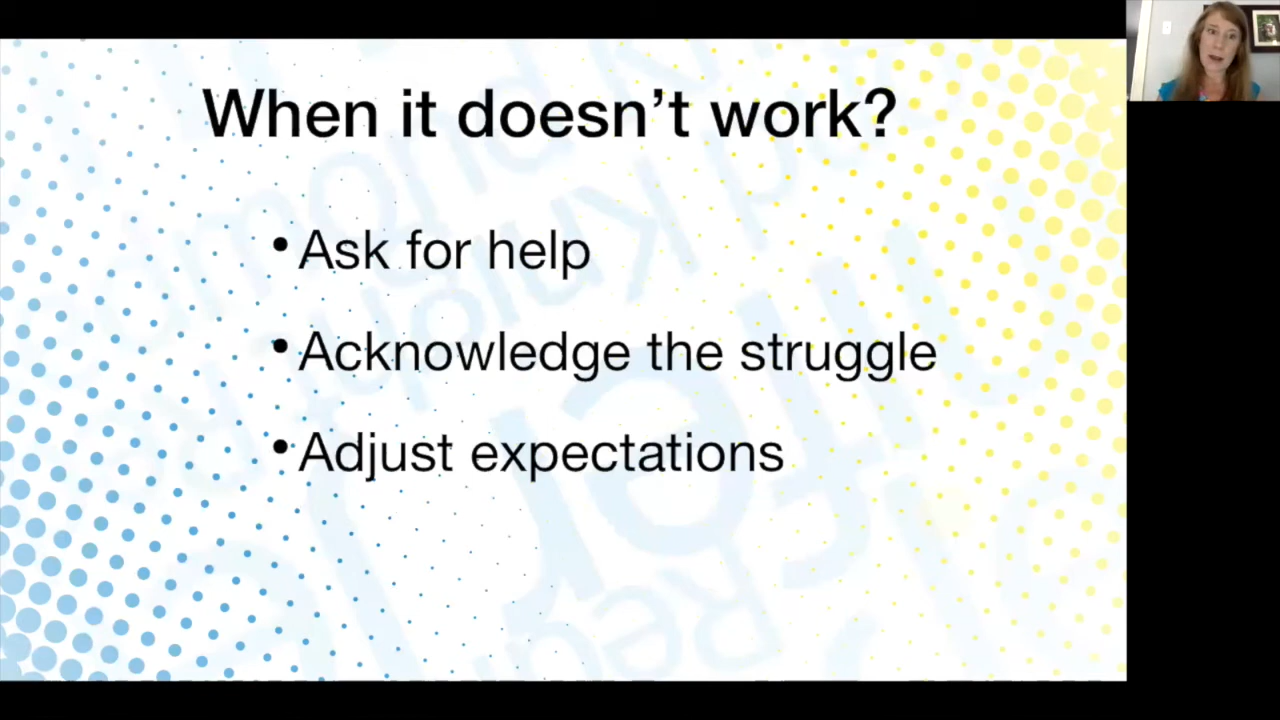 When it doesn't work?
•Ask for help
•Acknowledge the struggle
•Adjust expectations